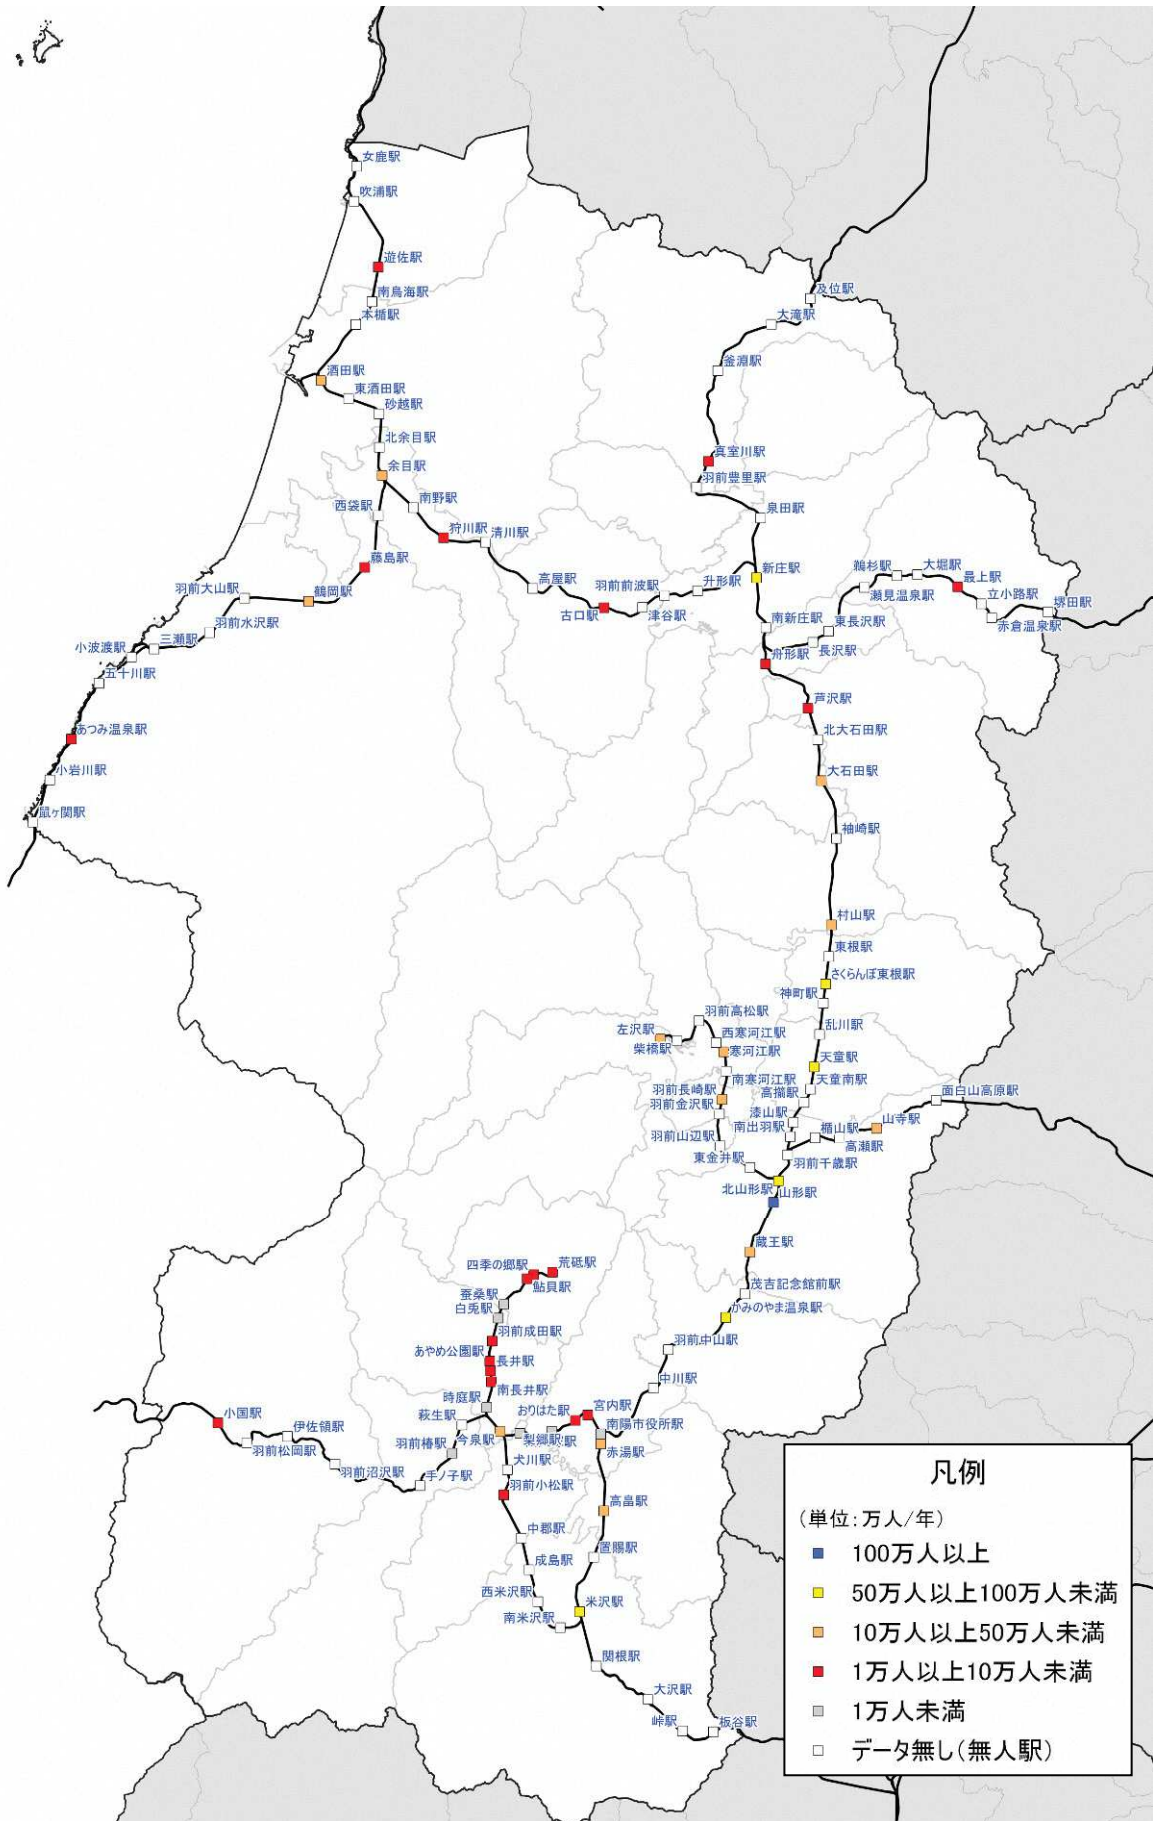 女鹿駅
吹浦駅
遊佐駅
南鳥海駅
本楯駅
酒田駅
東酒田駅
砂越駅
北余目駅
余目駅
西袋駅
南野駅
狩川駅
清川駅
藤島駅
鶴岡駅
羽前大山駅
羽前水沢駅
三瀬駅
小波渡駅
五十川駅
あつみ温泉駅
小岩川駅
鼠ヶ関駅
高屋駅
古口駅
羽前前波駅
津谷駅
升形駅
及位駅
大滝駅
釜淵駅
真室川駅
羽前豊里駅
泉田駅
新庄駅
南新庄駅
舟形駅
長沢駅
東長沢駅
瀬見温泉駅
鵜杉駅
大堀駅
最上駅
立小路駅
赤倉温泉駅
堺田駅
芦沢駅
北大石田駅
大石田駅
袖崎駅
村山駅
東根駅
さくらんぼ東根駅
神町駅
乱川駅
天童駅
天童南駅
高擶駅
漆山駅
南出羽駅
羽前千歳駅
楯山駅
高瀬駅
山寺駅
面白山高原駅
左沢駅
柴橋駅
羽前高松駅
西寒河江駅
寒河江駅
南寒河江駅
羽前長崎駅
羽前金沢駅
羽前山辺駅
東金井駅
北山形駅
山形駅
蔵王駅
茂吉記念館前駅
かみのやま温泉駅
羽前中山駅
中川駅
四季の郷駅
荒砥駅
鮎貝駅
蚕桑駅
白兎駅
羽前成田駅
あやめ公園駅
長井駅
南長井駅
時庭駅
萩生駅
羽前椿駅
今泉駅
おりはた駅
梨郷駅
宮内駅
南陽市役所駅
赤湯駅
小国駅
羽前松岡駅
伊佐領駅
羽前沼沢駅
手ノ子駅
犬川駅
羽前小松駅
中郡駅
成島駅
西米沢駅
南米沢駅
高畠駅
置賜駅
米沢駅
関根駅
大沢駅
峠駅
板谷駅
凡例
(単位:万人/年)
100万人以上
50万人以上100万人未満
10万人以上50万人未満
1万人以上10万人未満
1万人未満
データ無し(無人駅)